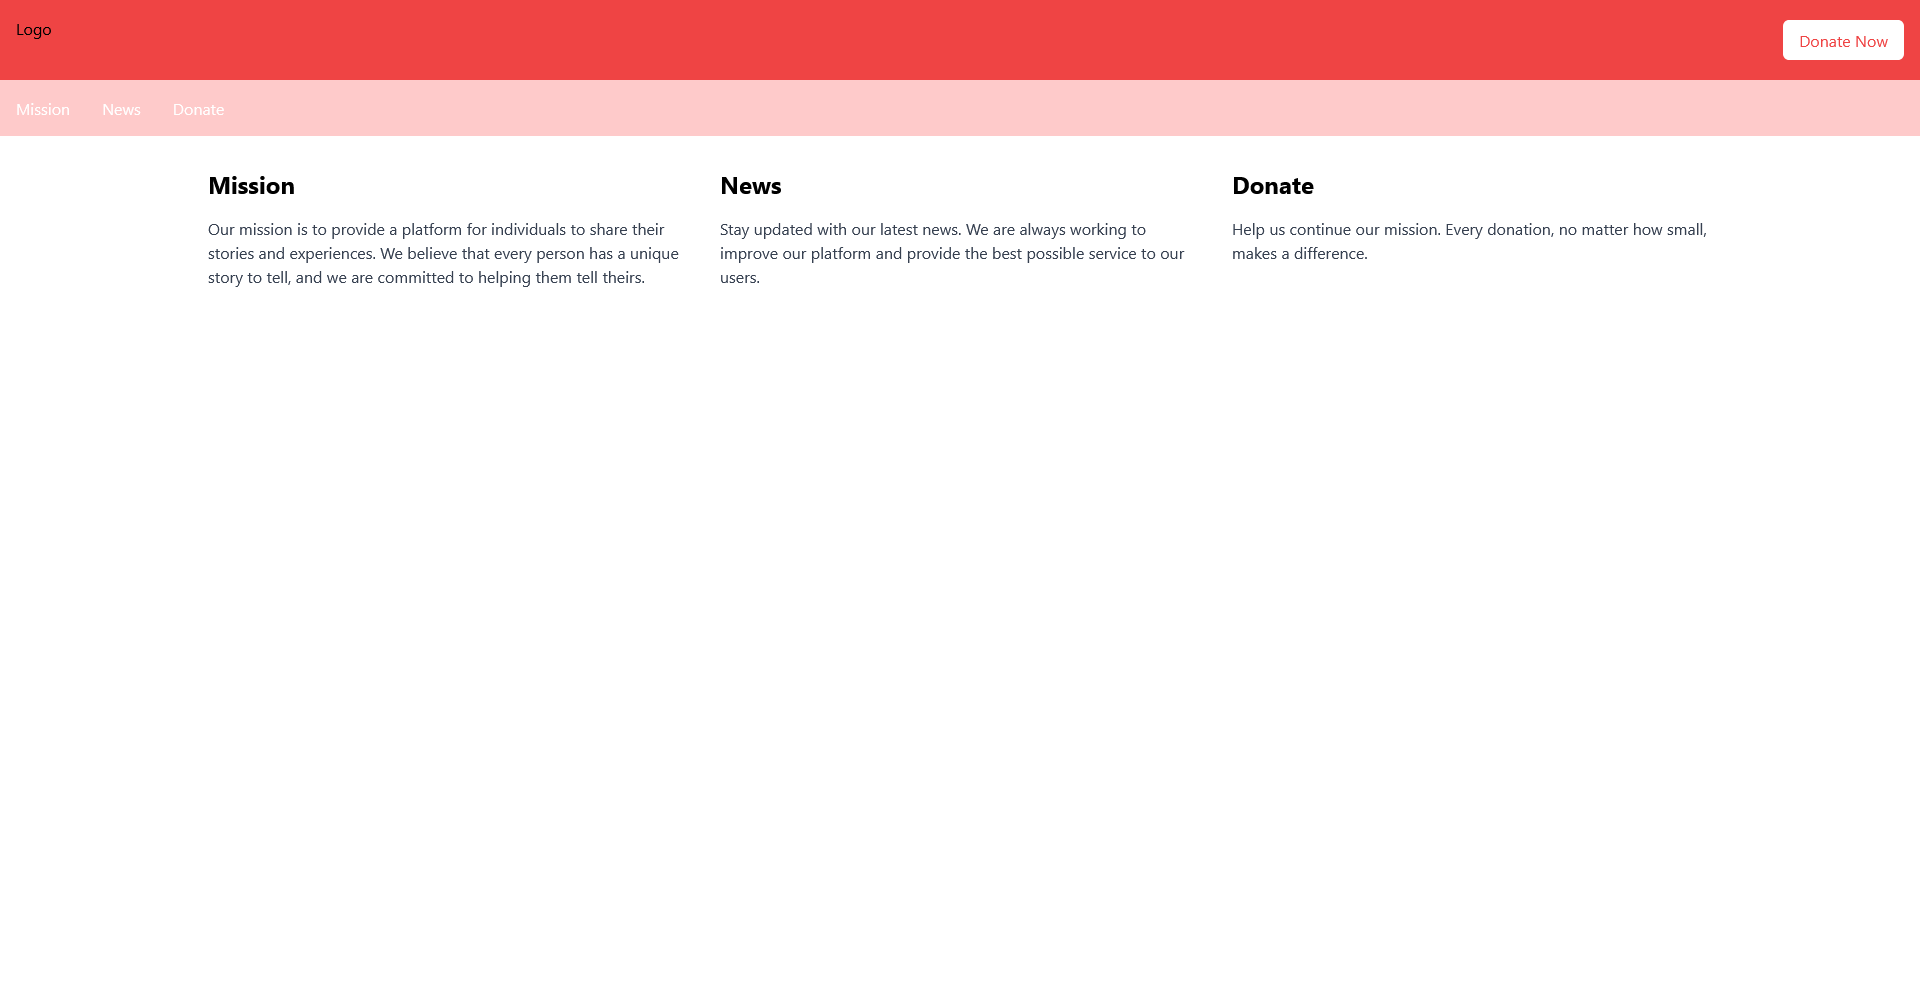 Logo
Donate Now
Mission
News
Donate
Mission
Our mission is to provide a platform for individuals to share their
stories and experiences. We believe that every person has a unique
story to tell, and we are committed to helping them tell theirs.
News
Stay updated with our latest news. We are always working to
improve our platform and provide the best possible service to our
users.
Donate
Help us continue our mission. Every donation, no matter how small,
makes a difference.